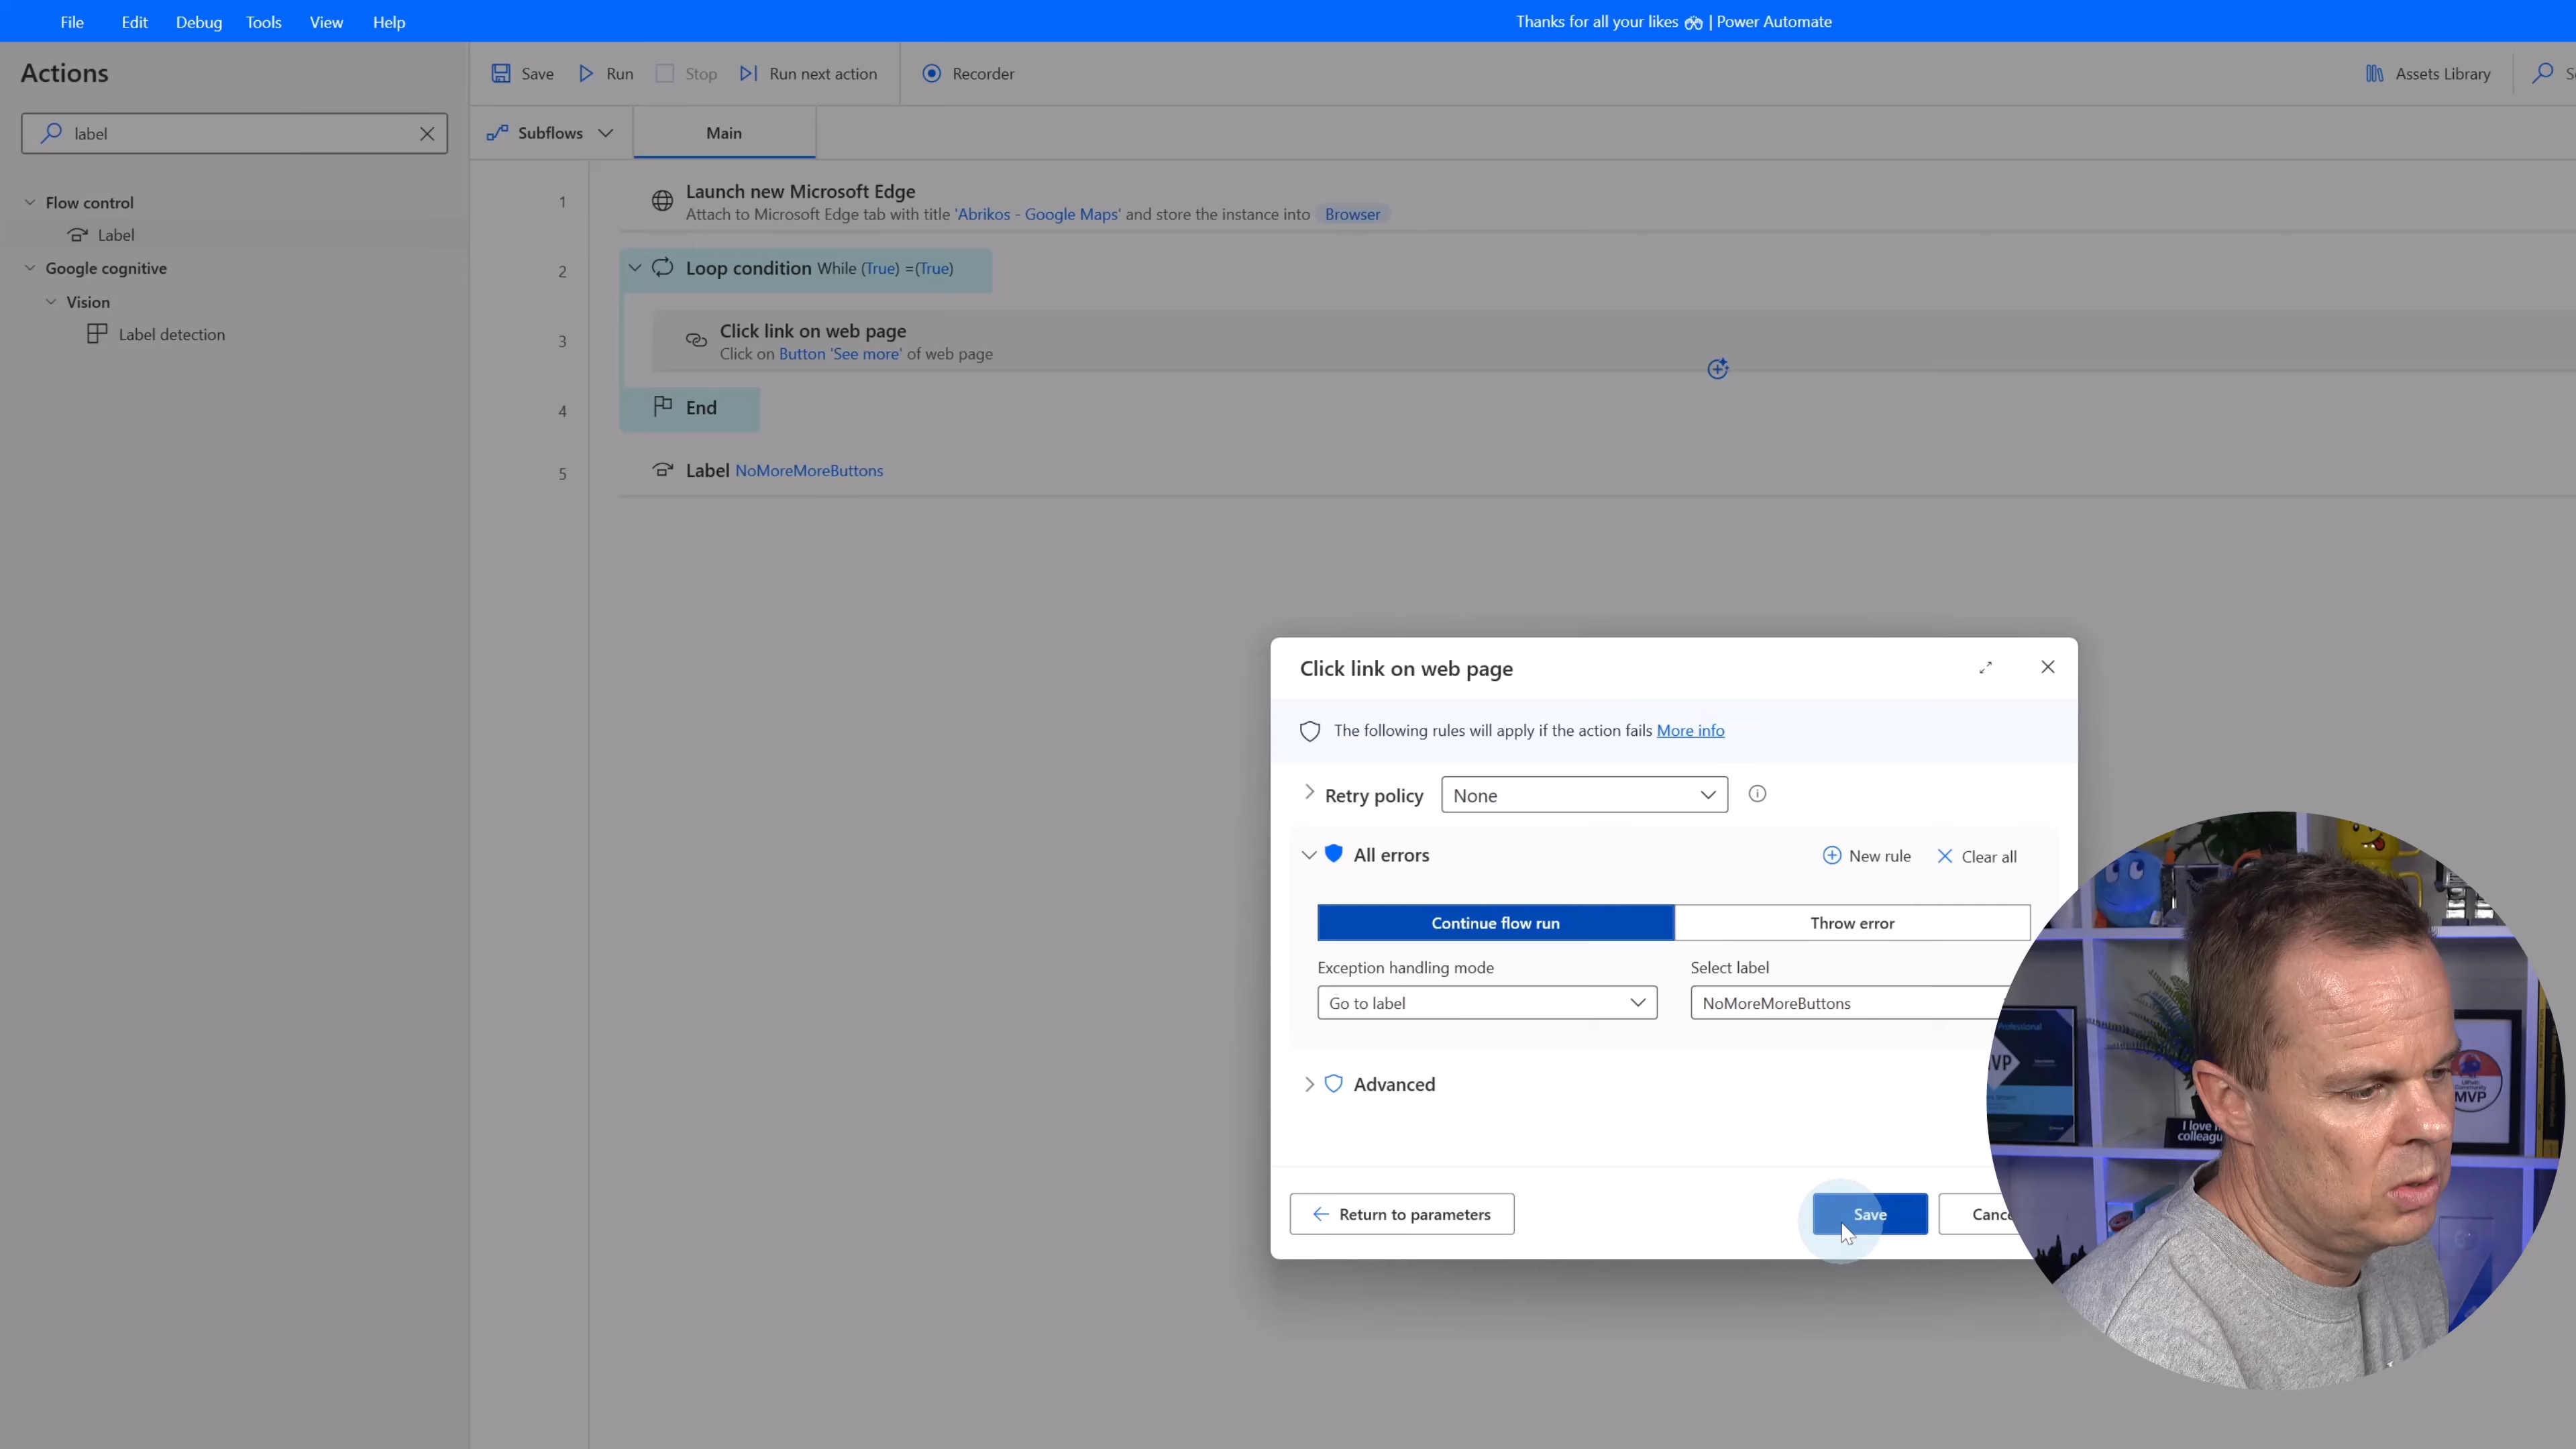 File Edit Debug Tools View Help
Thanks for all your likes | Power Automate
Actions
Save Run Stop Run next action Recorder
Assets Library
label
Subflows Main
Flow control
Label
Google cognitive
Vision
Label detection
1
Launch new Microsoft Edge
Attach to Microsoft Edge tab with title 'Abrikos - Google Maps' and store the instance into Browser
2
Loop condition While (True) =(True)
3
Click link on web page
Click on Button 'See more' of web page
4
End
5
Label NoMoreMoreButtons
Click link on web page
The following rules will apply if the action fails More info
Retry policy None
All errors
New rule Clear all
Continue flow run Throw error
Exception handling mode Select label
Go to label NoMoreMoreButtons
Advanced
Return to parameters Save
MVP
I love